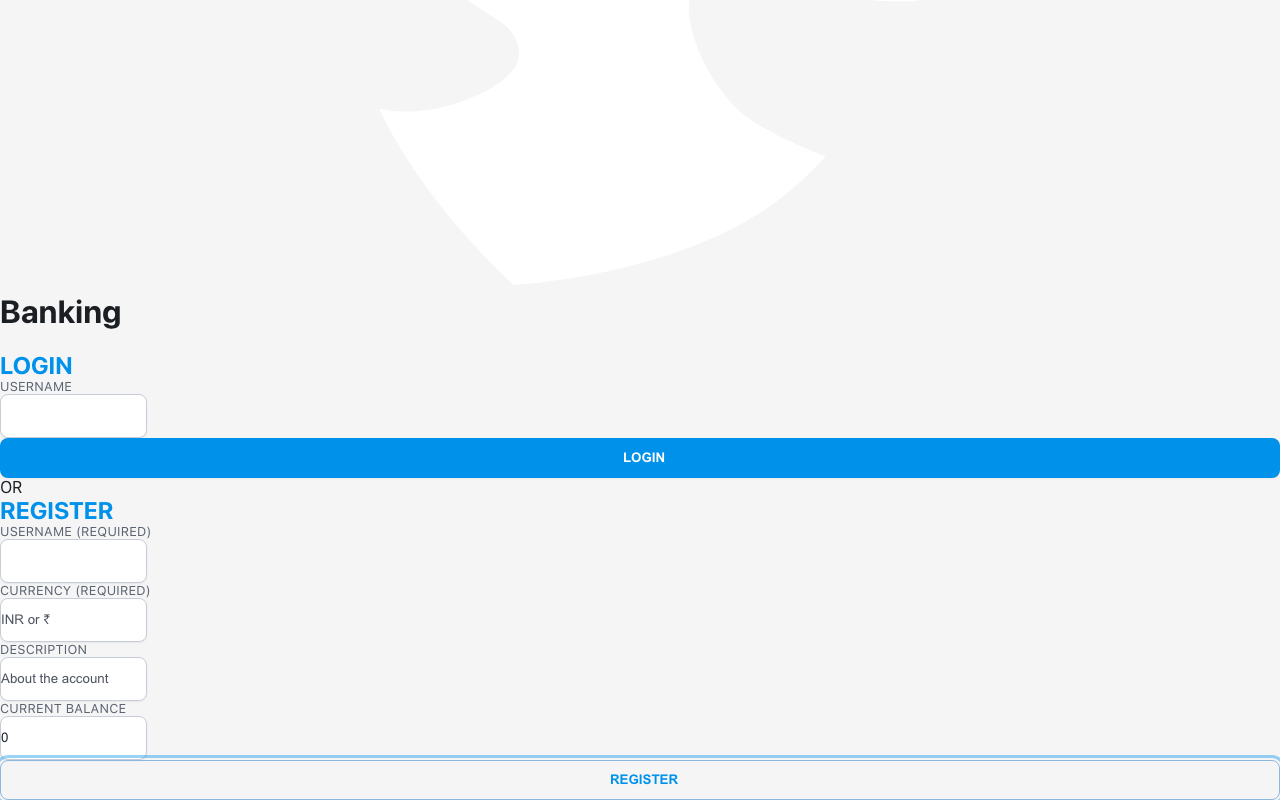 Banking
LOGIN
USERNAME
LOGIN
OR
REGISTER
USERNAME (REQUIRED)
CURRENCY (REQUIRED)
INR or ₹
DESCRIPTION
About the account
CURRENT BALANCE
0
REGISTER